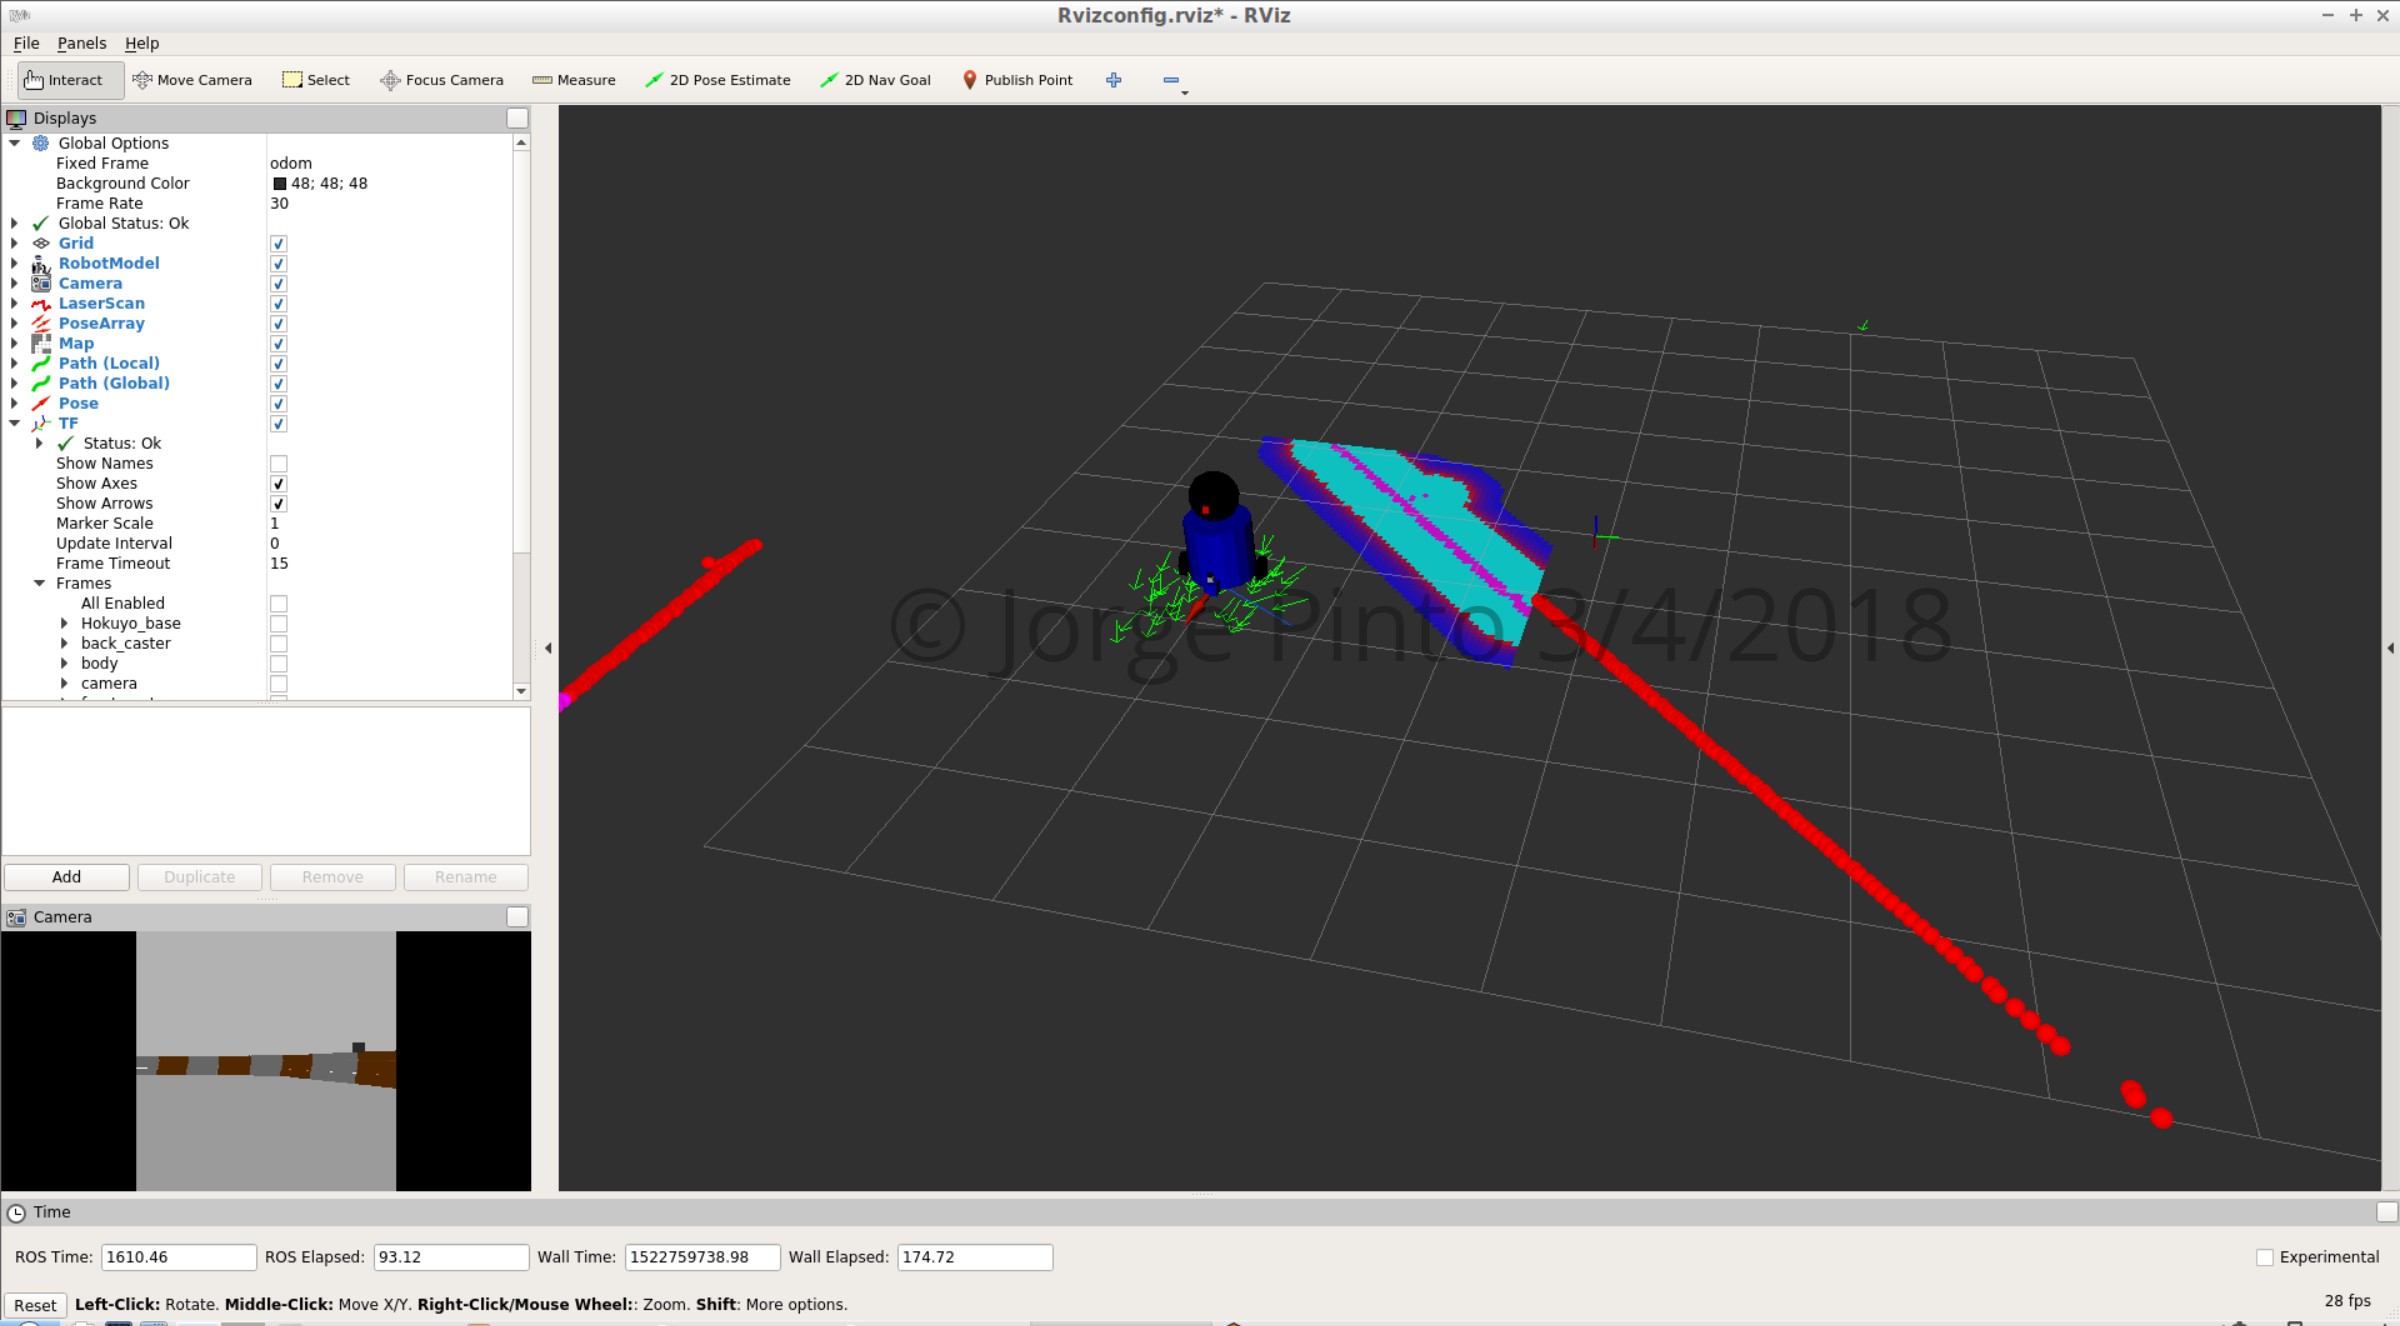 Rvizconfig.rviz* - RViz
File Panels Help
Interact Move Camera Select Focus Camera Measure 2D Pose Estimate 2D Nav Goal Publish Point
Displays
Global Options
Fixed Frame odom
Background Color 48; 48; 48
Frame Rate 30
Global Status: Ok
Grid
RobotModel
Camera
LaserScan
PoseArray
Map
Path (Local)
Path (Global)
Pose
TF
Status: Ok
Show Names
Show Axes
Show Arrows
Marker Scale 1
Update Interval 0
Frame Timeout 15
Frames
All Enabled
Hokuyo_base
back_caster
body
camera
Add Duplicate Remove Rename
Camera
© Jorge Pinto 3/4/2018
Time
ROS Time: 1610.46 ROS Elapsed: 93.12 Wall Time: 1522759738.98 Wall Elapsed: 174.72 Experimental
Reset Left-Click: Rotate. Middle-Click: Move X/Y. Right-Click/Mouse Wheel:: Zoom. Shift: More options. 28 fps